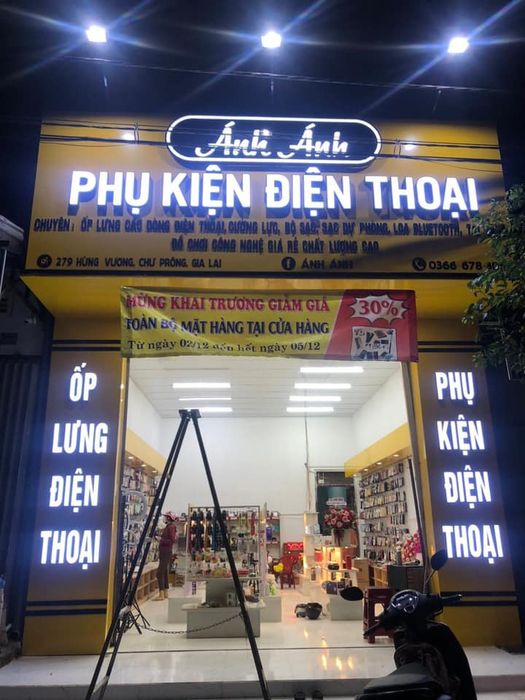 Ánh Ánh
PHỤ KIỆN ĐIỆN THOẠI
CHUYÊN: ỐP LƯNG CÁC DÒNG ĐIỆN THOẠI, CƯỜNG LỰC, BỘ SẠC, SẠC DỰ PHÒNG, LOA BLUETOOTH,
ĐỒ CHƠI CÔNG NGHỆ GIÁ RẺ CHẤT LƯỢNG CAO
279 HÙNG VƯƠNG, CHƯ PRÔNG, GIA LAI
ÁNH ÁNH
0366 678
MỪNG KHAI TRƯƠNG GIẢM GIÁ
30%
TOÀN BỘ MẶT HÀNG TẠI CỬA HÀNG
Từ ngày 02/12 đến hết ngày 05/12
ỐP
LƯNG
ĐIỆN
THOẠI
PHỤ
KIỆN
ĐIỆN
THOẠI